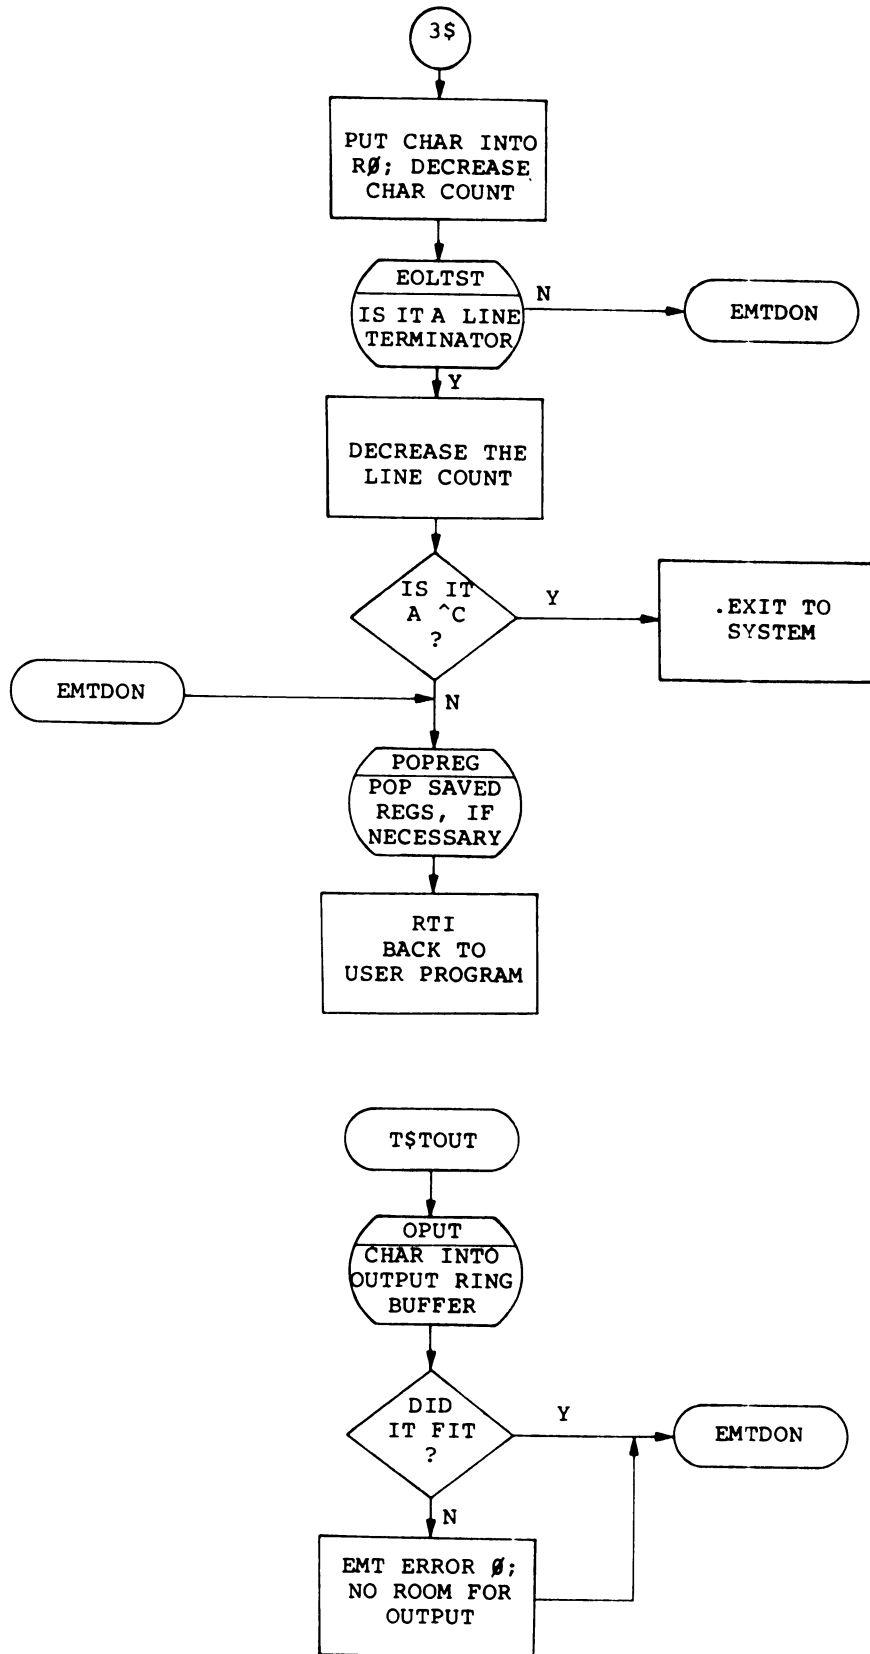 3$
PUT CHAR INTO
RØ; DECREASE
CHAR COUNT
EOLTST
IS IT A LINE
TERMINATOR
N
EMTDON
Y
DECREASE THE
LINE COUNT
IS IT
A ^C
?
Y
.EXIT TO
SYSTEM
EMTDON
N
POPREG
POP SAVED
REGS, IF
NECESSARY
RTI
BACK TO
USER PROGRAM
T$TOUT
OPUT
CHAR INTO
OUTPUT RING
BUFFER
DID
IT FIT
?
Y
EMTDON
N
EMT ERROR Ø;
NO ROOM FOR
OUTPUT